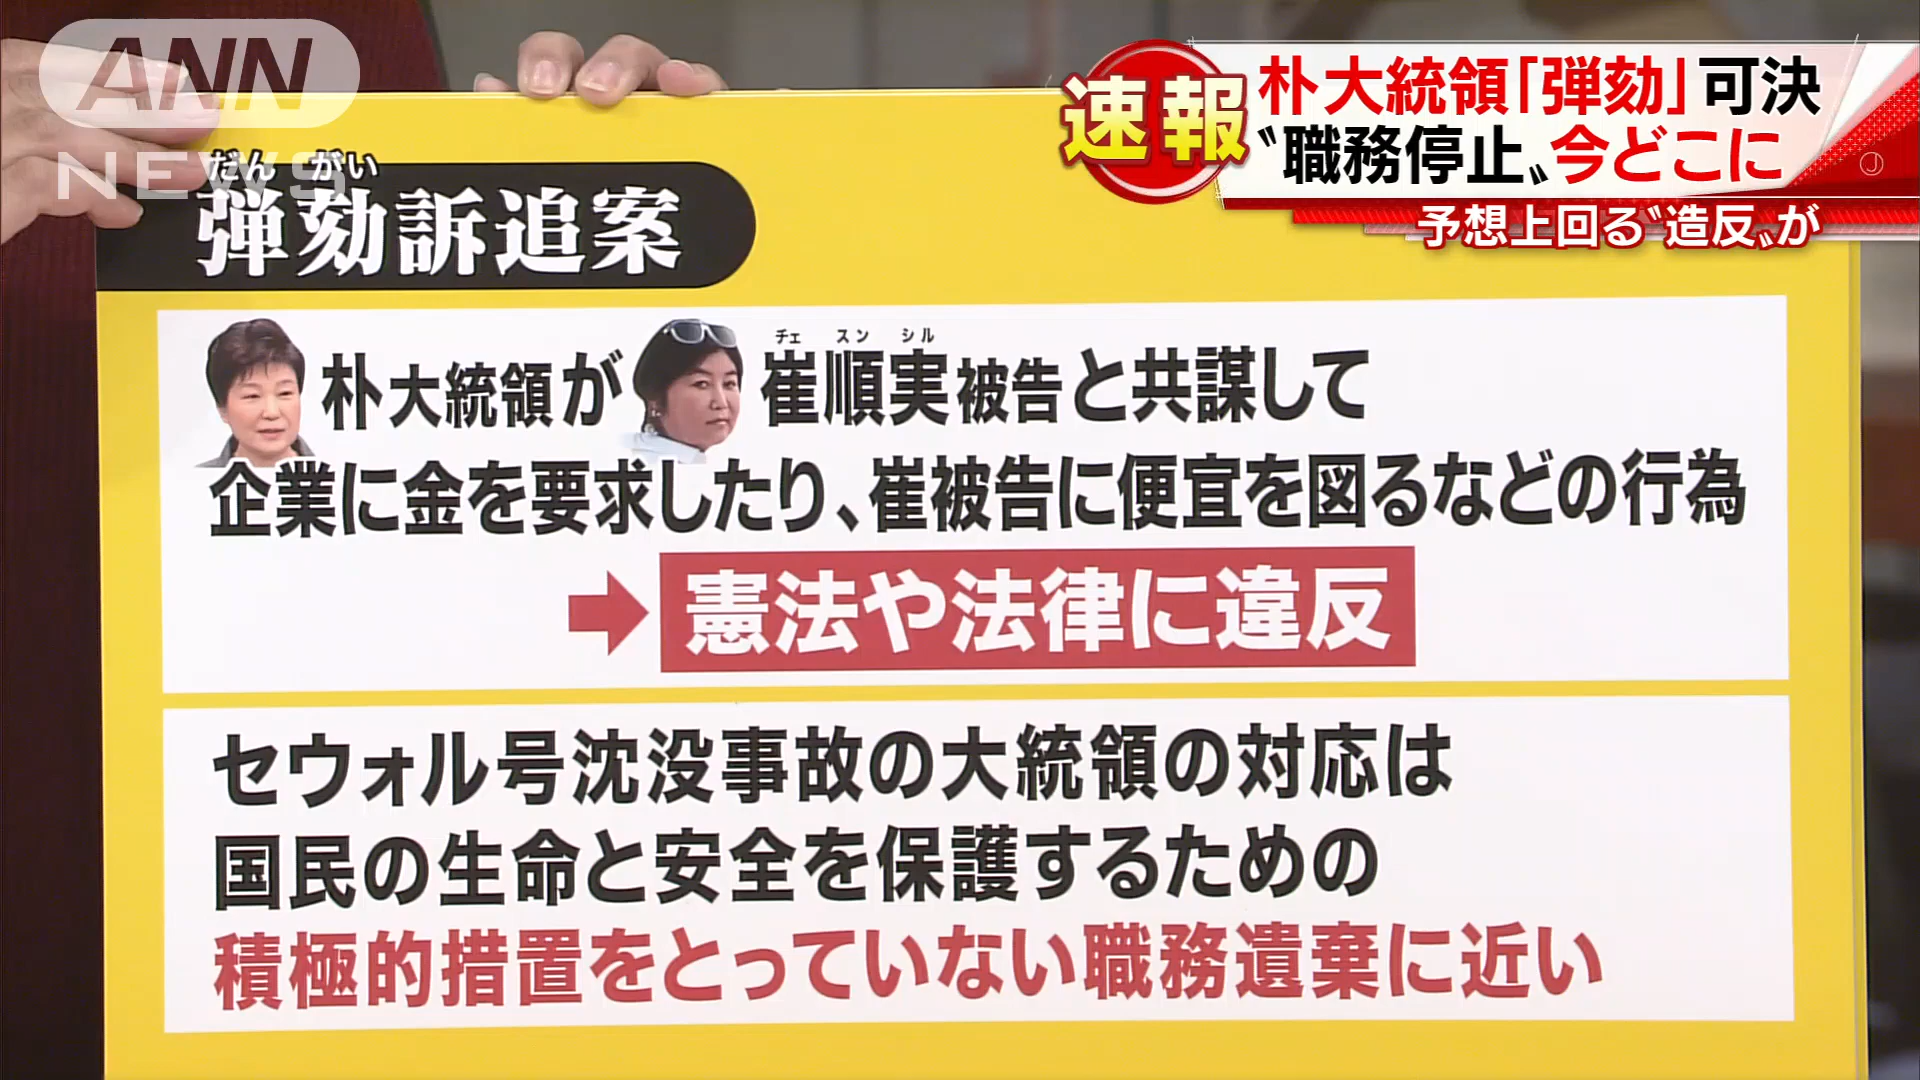 ANN
NEWS
速報
朴大統領「弾劾」可決
〝職務停止〟今どこに
予想上回る〝造反〟が
だん がい
弾劾訴追案
チェ スン シル
朴大統領が 崔順実被告と共謀して
企業に金を要求したり、崔被告に便宜を図るなどの行為
➡ 憲法や法律に違反
セウォル号沈没事故の大統領の対応は
国民の生命と安全を保護するための
積極的措置をとっていない職務遺棄に近い